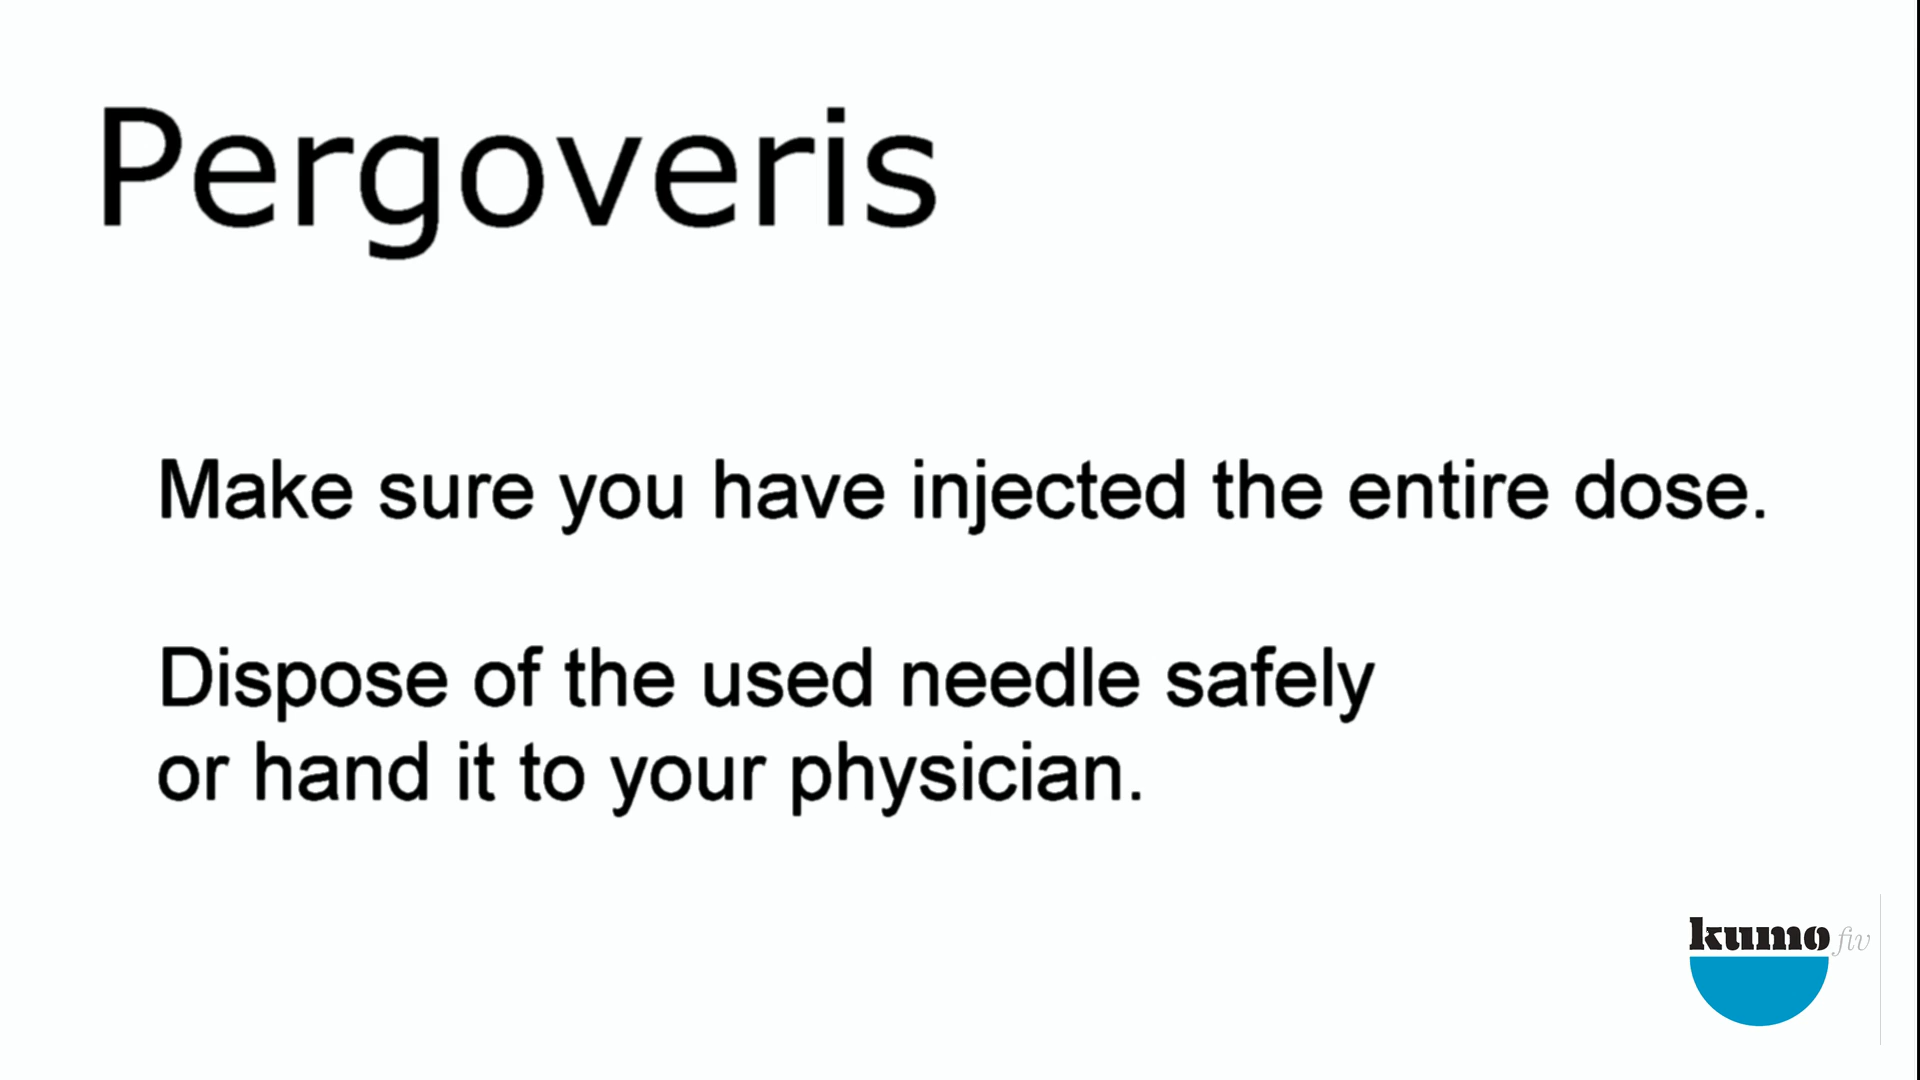 Pergoveris
Make sure you have injected the entire dose.
Dispose of the used needle safely
or hand it to your physician.
kumo fiv